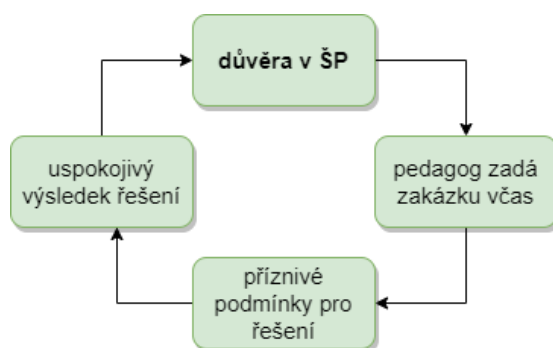 důvěra v ŠP
pedagog zadá
zakázku včas
příznivé
podmínky pro
řešení
uspokojivý
výsledek řešení